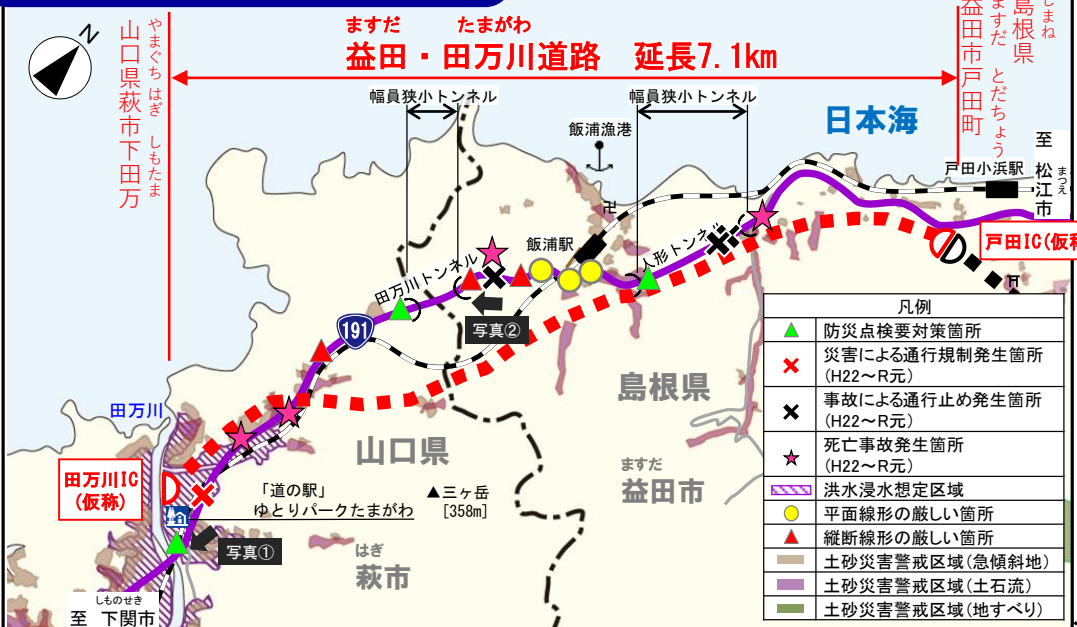 ますだ たまがわ
益田・田万川道路 延長7.1km
やまぐち はぎ しもたま
山口県萩市下田万
しまね
島根県
ますだ とだちょう
益田市戸田町
N
幅員狭小トンネル
幅員狭小トンネル
飯浦漁港
日本海
戸田小浜駅
至 松江市
まつえ
戸田IC(仮称
飯浦駅
人形トンネル
田万川トンネル
写真②
191
田万川
島根県
山口県
ますだ
益田市
田万川IC
(仮称)
「道の駅」
ゆとりパークたまがわ
▲三ヶ岳
[358m]
写真①
はぎ
萩市
しものせき
至 下関市
凡例
防災点検要対策箇所
災害による通行規制発生箇所
(H22~R元)
事故による通行止め発生箇所
(H22~R元)
死亡事故発生箇所
(H22~R元)
洪水浸水想定区域
平面線形の厳しい箇所
縦断線形の厳しい箇所
土砂災害警戒区域(急傾斜地)
土砂災害警戒区域(土石流)
土砂災害警戒区域(地すべり)